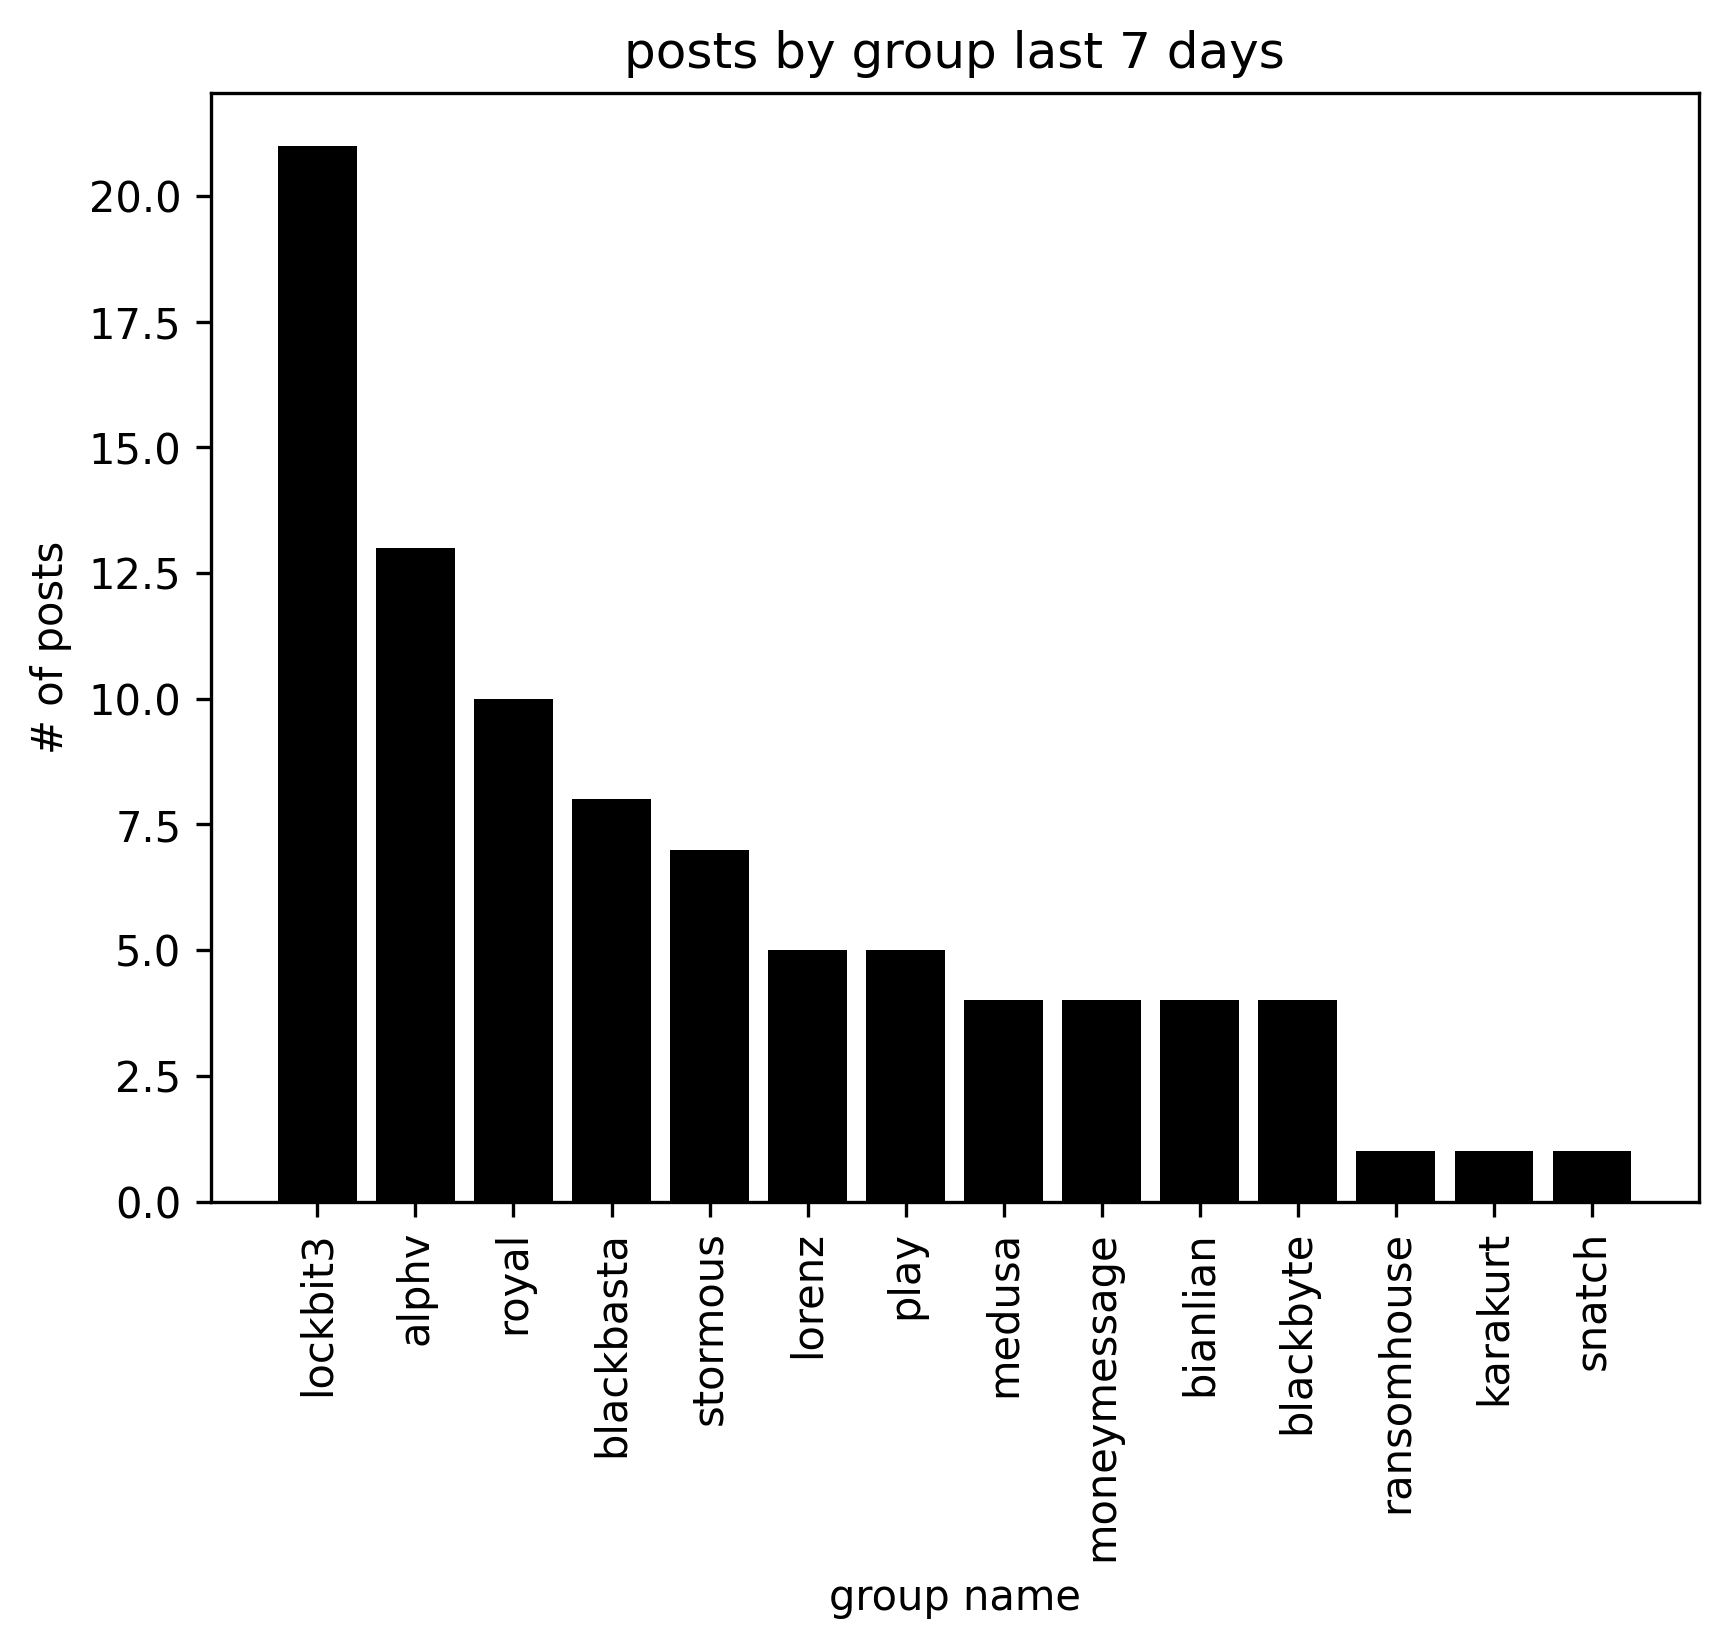 posts by group last 7 days
# of posts
20.0
17.5
15.0
12.5
10.0
7.5
5.0
2.5
0.0
lockbit3
alphv
royal
blackbasta
stormous
lorenz
play
medusa
moneymessage
bianlian
blackbyte
ransomhouse
karakurt
snatch
group name